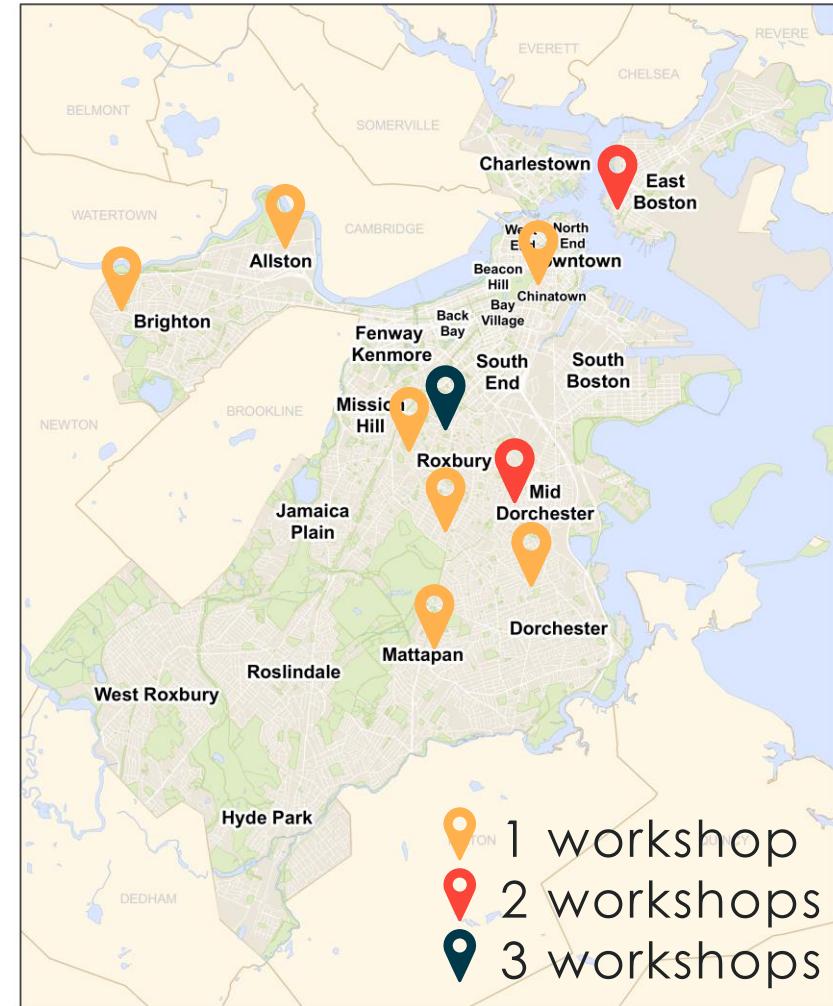 REVERE
EVERETT
CHELSEA
BELMONT
SOMERVILLE
Charlestown
East
Boston
WATERTOWN
CAMBRIDGE
North
End
Allston
Beacon
Hill
Chinatown
Bay
Village
Back
Bay
Brighton
Fenway
Kenmore
South
End
South
Boston
BROOKLINE
NEWTON
Mission
Hill
Roxbury
Mid
Dorchester
Jamaica
Plain
Dorchester
Mattapan
Roslindale
West Roxbury
Hyde Park
DEDHAM
1 workshop
2 workshops
3 workshops